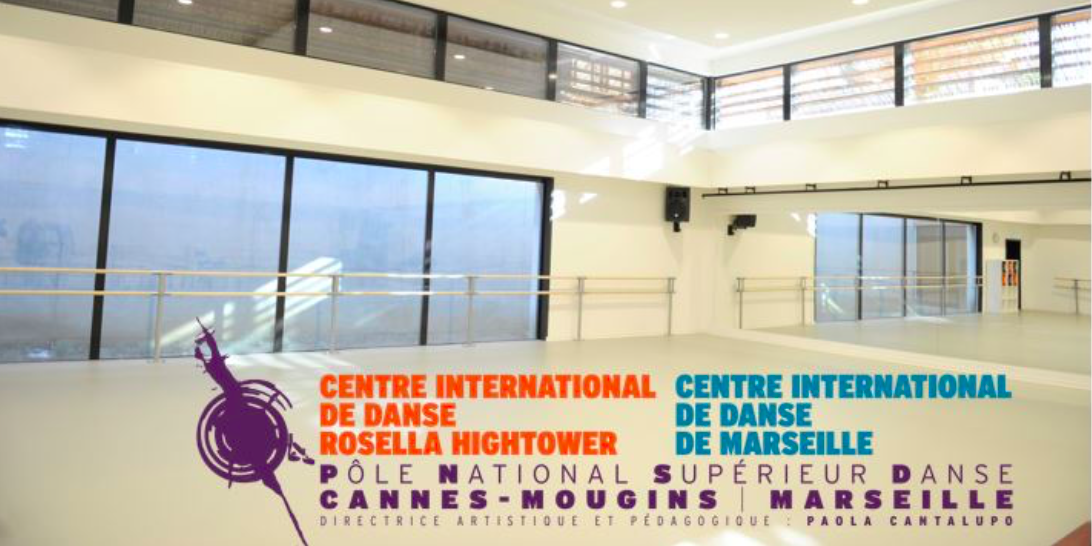 CENTRE INTERNATIONAL
DE DANSE
ROSELLA HIGHTOWER
CENTRE INTERNATIONAL
DE DANSE
DE MARSEILLE
PÔLE NATIONAL SUPÉRIEUR DANSE
CANNES-MOUGINS | MARSEILLE
DIRECTRICE ARTISTIQUE ET PÉDAGOGIQUE : PAOLA CANTALUPO